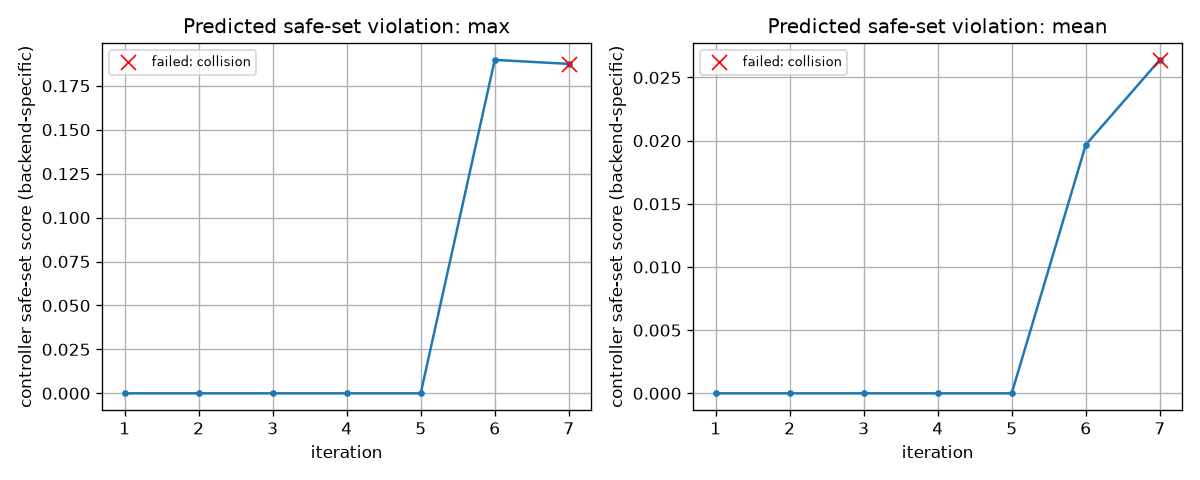 Predicted safe-set violation: max
controller safe-set score (backend-specific)
failed: collision
0.175
0.150
0.125
0.100
0.075
0.050
0.025
0.000
1 2 3 4 5 6 7
iteration
Predicted safe-set violation: mean
controller safe-set score (backend-specific)
failed: collision
0.025
0.020
0.015
0.010
0.005
0.000
1 2 3 4 5 6 7
iteration